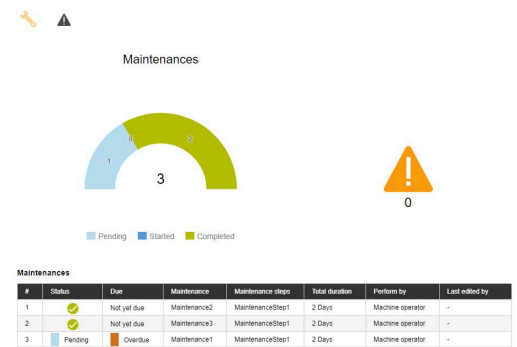 Maintenances
0
2
1
3
0
Pending Started Completed
Maintenances
# Status Due Maintenance Maintenance steps Total duration Perform by Last edited by
1 Not yet due Maintenance2 MaintenanceStep1 2 Days Machine operator -
2 Not yet due Maintenance3 MaintenanceStep1 2 Days Machine operator -
3 Pending Overdue Maintenance1 MaintenanceStep1 2 Days Machine operator -